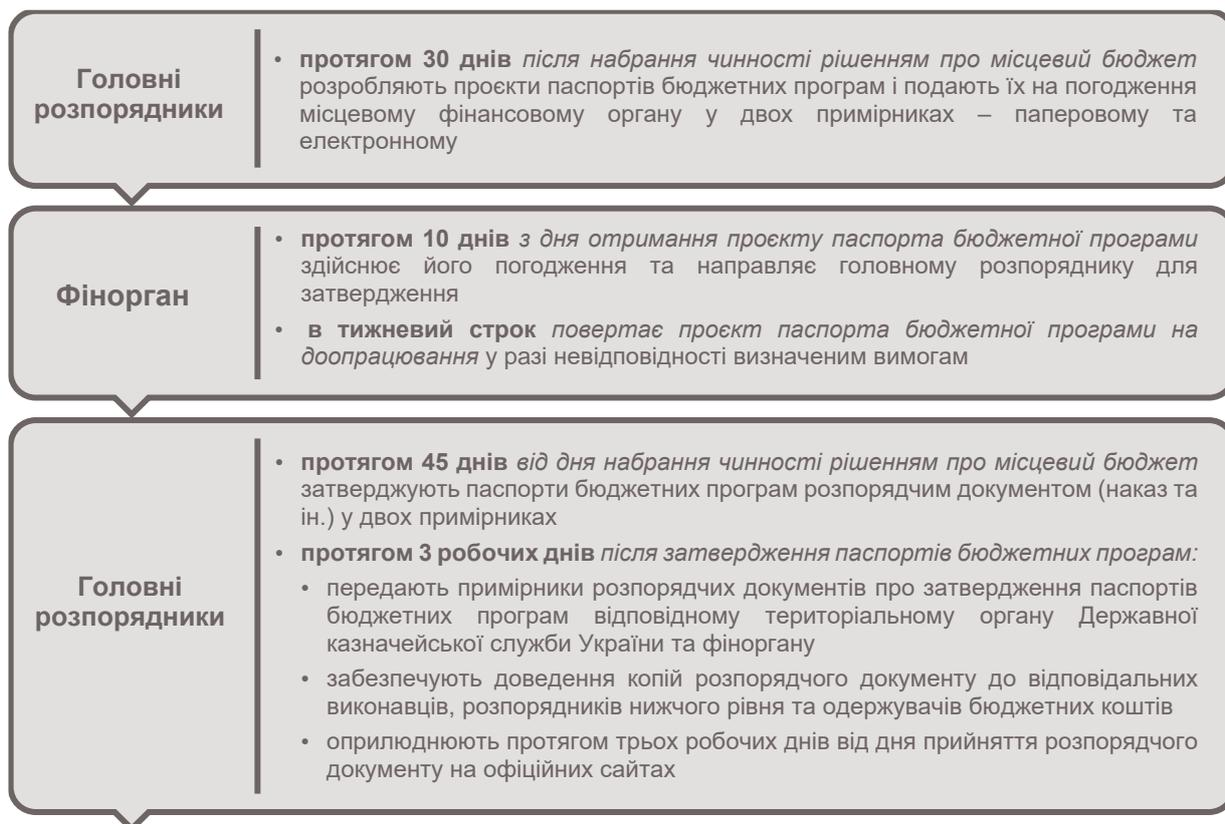 Головні
розпорядники
• протягом 30 днів після набрання чинності рішенням про місцевий бюджет
розробляють проєкти паспортів бюджетних програм і подають їх на погодження
місцевому фінансовому органу у двох примірниках – паперовому та
електронному
Фінорган
• протягом 10 днів з дня отримання проєкту паспорта бюджетної програми
здійснює його погодження та направляє головному розпоряднику для
затвердження
• в тижневий строк повертає проєкт паспорта бюджетної програми на
доопрацювання у разі невідповідності визначеним вимогам
Головні
розпорядники
• протягом 45 днів від дня набрання чинності рішенням про місцевий бюджет
затверджують паспорти бюджетних програм розпорядчим документом (наказ та
ін.) у двох примірниках
• протягом 3 робочих днів після затвердження паспортів бюджетних програм:
• передають примірники розпорядчих документів про затвердження паспортів
бюджетних програм відповідному територіальному органу Державної
казначейської служби України та фіноргану
• забезпечують доведення копій розпорядчого документу до відповідальних
виконавців, розпорядників нижчого рівня та одержувачів бюджетних коштів
• оприлюднюють протягом трьох робочих днів від дня прийняття розпорядчого
документу на офіційних сайтах